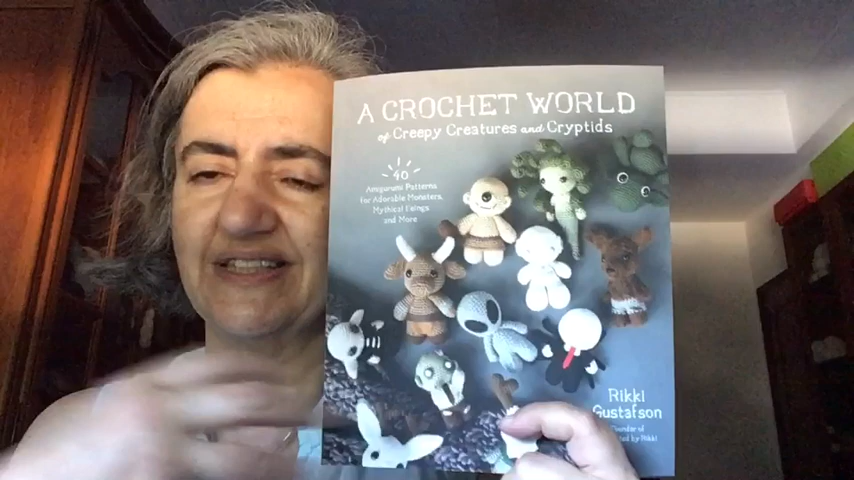 A CROCHET WORLD
of Creepy Creatures and Cryptids
40
Amigurumi Patterns
for Adorable Monsters,
Mythical Beings
and More
Rikki
Gustafson
Founder of
by Rikki